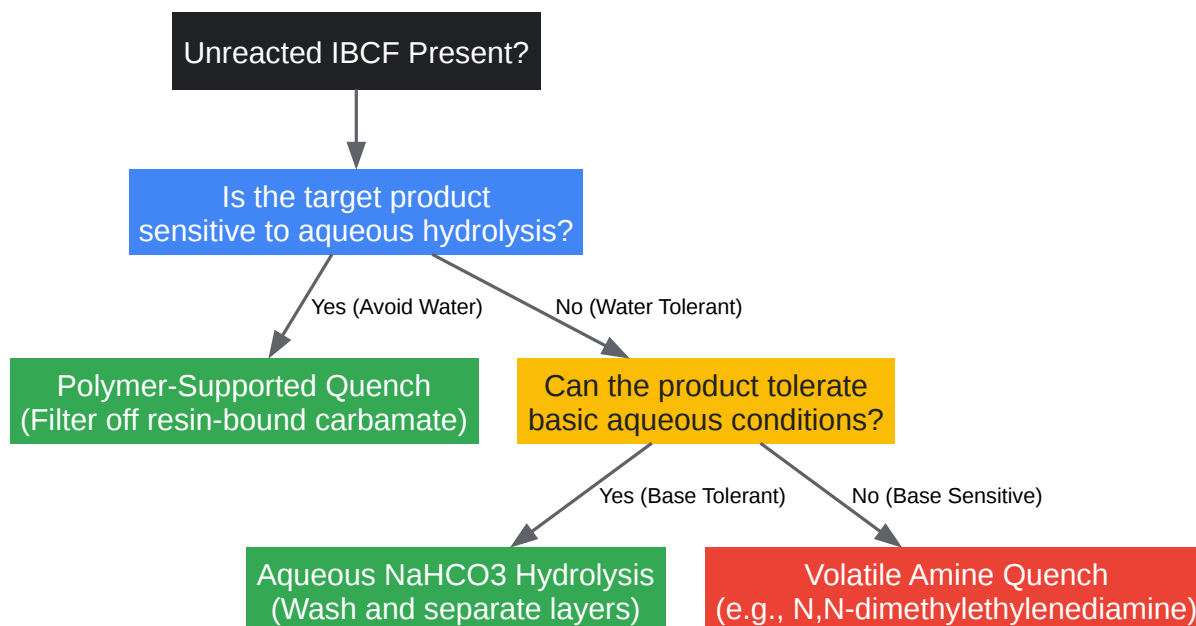 Unreacted IBCF Present?
Is the target product
sensitive to aqueous hydrolysis?
Yes (Avoid Water)
No (Water Tolerant)
Polymer-Supported Quench
(Filter off resin-bound carbamate)
Can the product tolerate
basic aqueous conditions?
Yes (Base Tolerant)
No (Base Sensitive)
Aqueous NaHCO3 Hydrolysis
(Wash and separate layers)
Volatile Amine Quench
(e.g., N,N-dimethylethylenediamine)